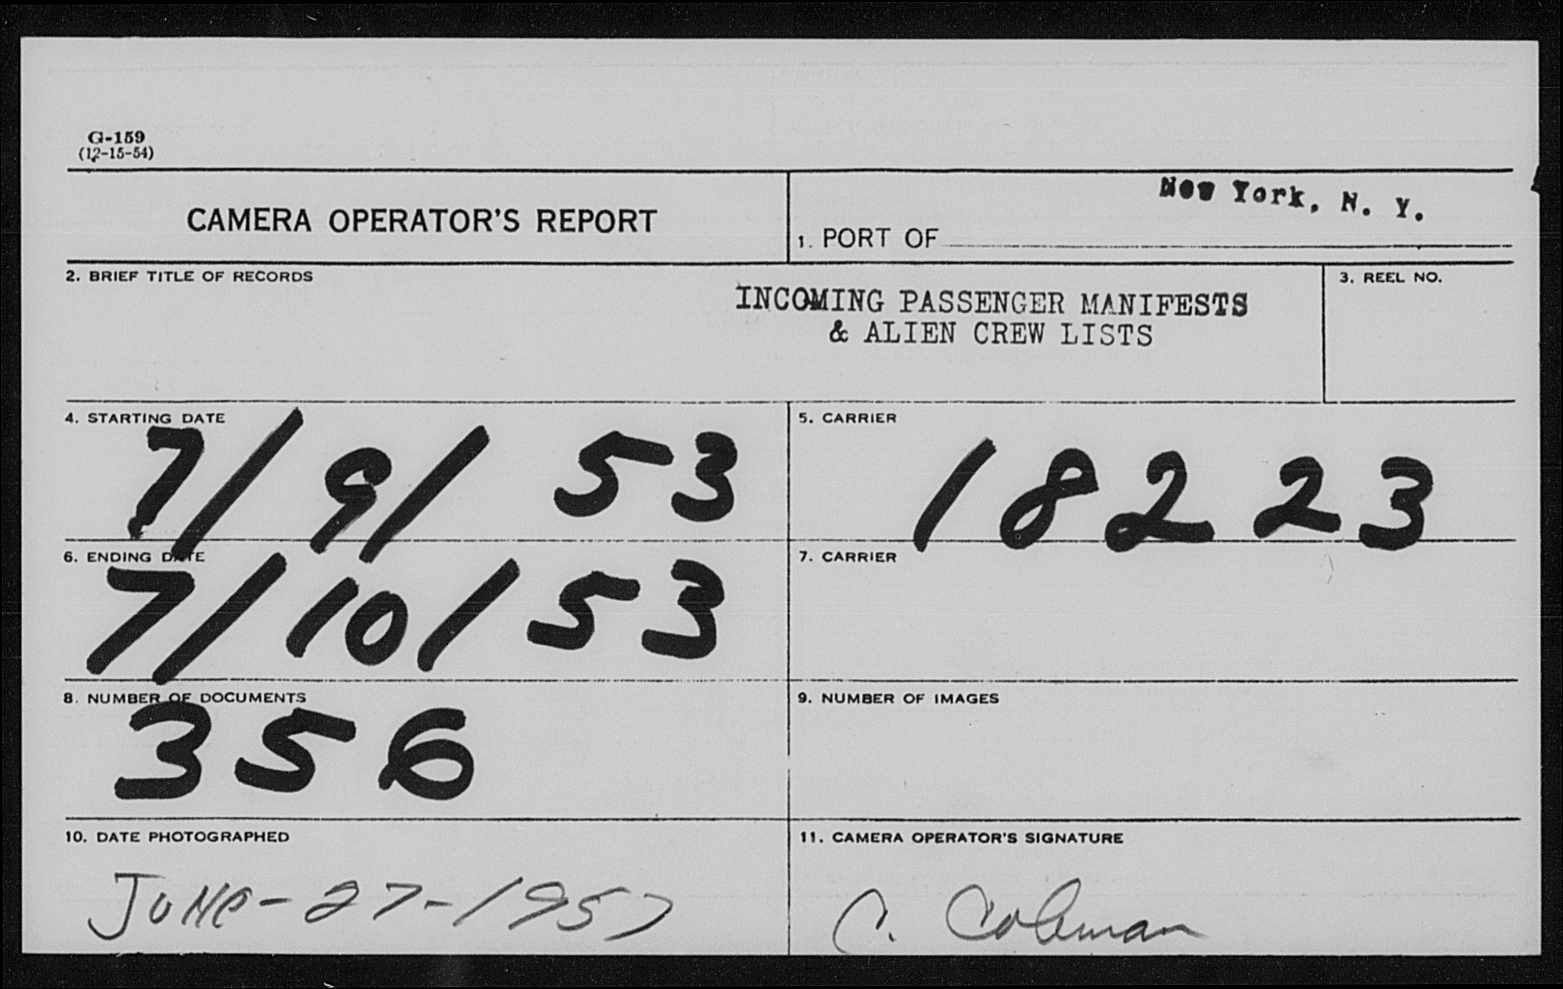 G-159
(12-15-54)
CAMERA OPERATOR'S REPORT
1. PORT OF New York, N. Y.
2. BRIEF TITLE OF RECORDS
INCOMING PASSENGER MANIFESTS
& ALIEN CREW LISTS
3. REEL NO.
4. STARTING DATE
7/9/53
5. CARRIER
18223
6. ENDING DATE
7/10/53
7. CARRIER
8. NUMBER OF DOCUMENTS
356
9. NUMBER OF IMAGES
10. DATE PHOTOGRAPHED
JUNE-27-1957
11. CAMERA OPERATOR'S SIGNATURE
C. Coleman